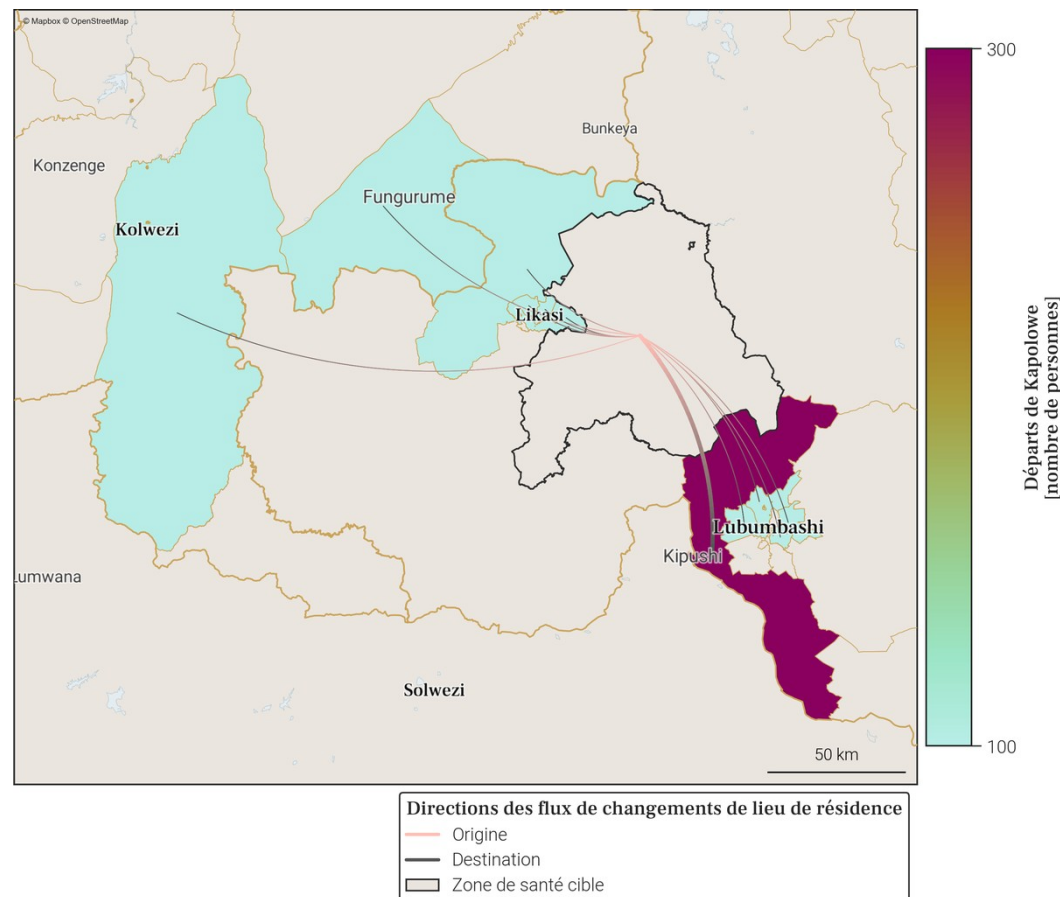 © Mapbox © OpenStreetMap
Bunkeya
Konzenge
Fungurume
Kolwezi
Likasi
Lubumbashi
Kipushi
Lumwana
Solwezi
50 km
300
100
Départs de Kapolowe
[nombre de personnes]
Directions des flux de changements de lieu de résidence
Origine
Destination
Zone de santé cible